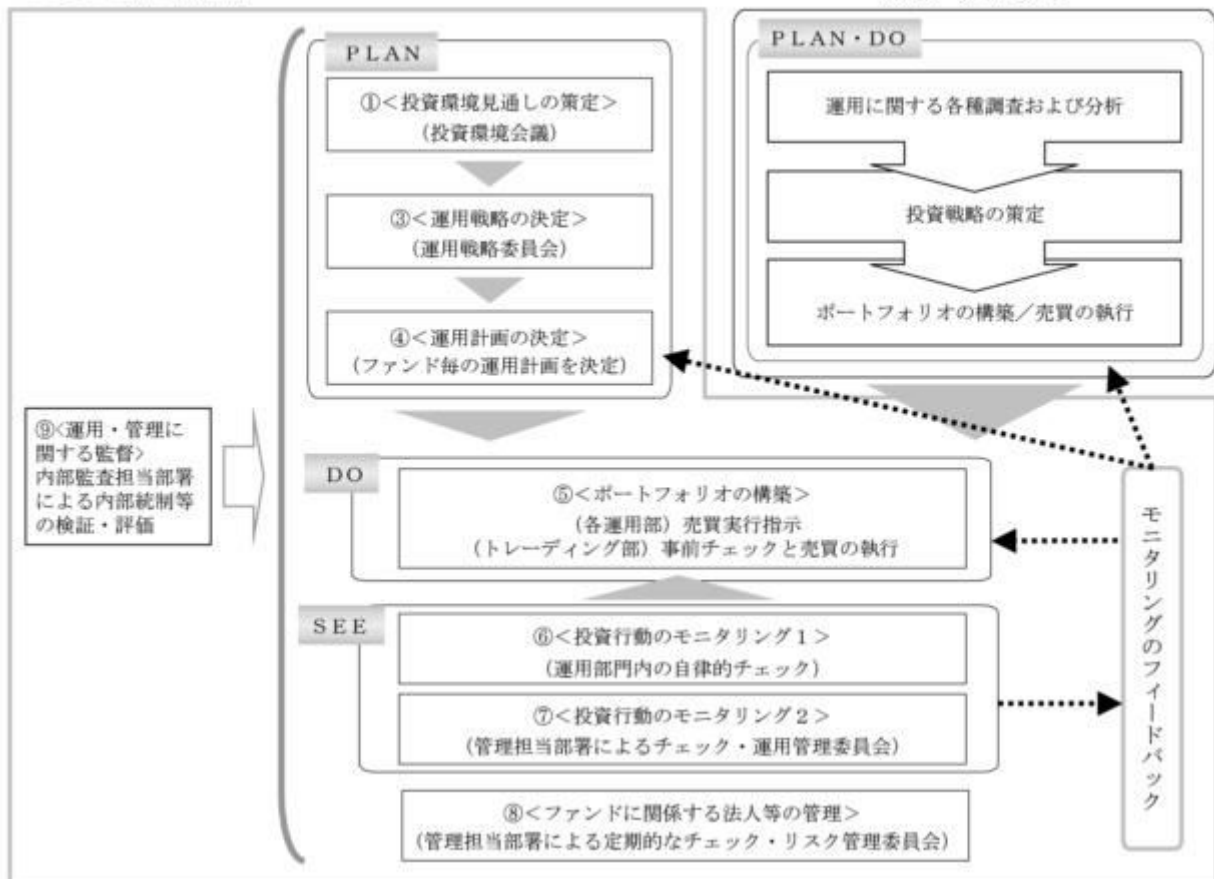 PLAN
①＜投資環境見通しの策定＞
（投資環境会議）
③＜運用戦略の決定＞
（運用戦略委員会）
④＜運用計画の決定＞
（ファンド毎の運用計画を決定）
PLAN・DO
運用に関する各種調査および分析
投資戦略の策定
ポートフォリオの構築／売買の執行
⑨<運用・管理に
関する監督>
内部監査担当部署
による内部統制等
の検証・評価
DO
⑤＜ポートフォリオの構築＞
（各運用部）売買実行指示
（トレーディング部）事前チェックと売買の執行
SEE
⑥＜投資行動のモニタリング１＞
（運用部門内の自律的チェック）
⑦＜投資行動のモニタリング２＞
（管理担当部署によるチェック・運用管理委員会）
⑧＜ファンドに関係する法人等の管理＞
（管理担当部署による定期的なチェック・リスク管理委員会）
モニタリングのフィードバック